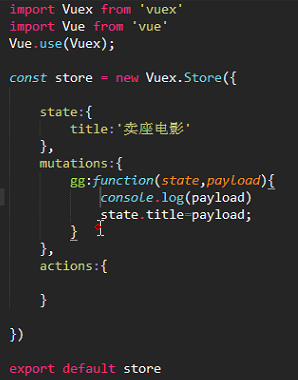 import Vuex from 'vuex'
import Vue from 'vue'
Vue.use(Vuex);
const store = new Vuex.Store({
state:{
title:'卖座电影'
},
mutations:{
gg:function(state,payload){
console.log(payload)
state.title=payload;
}
},
actions:{
}
})
export default store